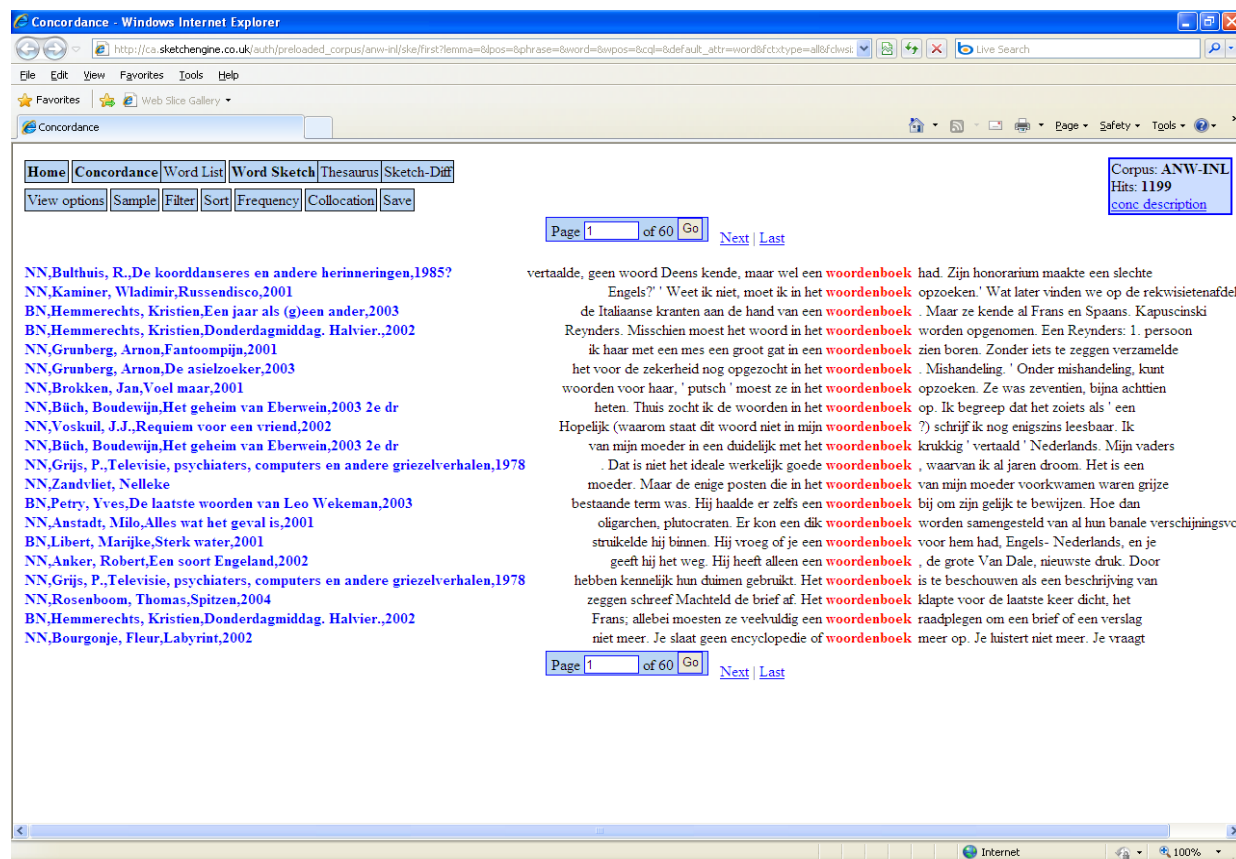 Concordance - Windows Internet Explorer
http://ca.sketchengine.co.uk/auth/preloaded_corpus/anw-inl/ske/first?lemma=&lpos=&phrase=&word=&wpos=&cql=&default_attr=word&fctxtype=all&fclwsi: Live Search
File Edit View Favorites Tools Help
Favorites Web Slice Gallery
Concordance Page Safety Tools
Home Concordance Word List Word Sketch Thesaurus Sketch-Diff
View options Sample Filter Sort Frequency Collocation Save
Corpus: ANW-INL
Hits: 1199
conc description
Page 1 of 60 Go Next | Last
NN,Bulthuis, R.,De koorddanseres en andere herinneringen,1985? vertaalde, geen woord Deens kende, maar wel een woordenboek had. Zijn honorarium maakte een slechte
NN,Kaminer, Wladimir,Russendisco,2001 Engels?' ' Weet ik niet, moet ik in het woordenboek opzoeken.' Wat later vinden we op de rekwisietenafdel
BN,Hemmerechts, Kristien,Een jaar als (g)een ander,2003 de Italiaanse kranten aan de hand van een woordenboek . Maar ze kende al Frans en Spaans. Kapuscinski
BN,Hemmerechts, Kristien,Donderdagmiddag. Halvier.,2002 Reynders. Misschien moest het woord in het woordenboek worden opgenomen. Een Reynders: 1. persoon
NN,Grunberg, Arnon,Fantoompijn,2001 ik haar met een mes een groot gat in een woordenboek zien boren. Zonder iets te zeggen verzamelde
NN,Grunberg, Arnon,De asielzoeker,2003 het voor de zekerheid nog opgezocht in het woordenboek . Mishandeling. ' Onder mishandeling, kunt
NN,Brokken, Jan,Voel maar,2001 woorden voor haar, ' putsch ' moest ze in het woordenboek opzoeken. Ze was zeventien, bijna achttien
NN,Büch, Boudewijn,Het geheim van Eberwein,2003 2e dr heten. Thuis zocht ik de woorden in het woordenboek op. Ik begreep dat het zoiets als ' een
NN,Voskuil, J.J.,Requiem voor een vriend,2002 Hopelijk (waarom staat dit woord niet in mijn woordenboek ?) schrijf ik nog enigszins leesbaar. Ik
NN,Büch, Boudewijn,Het geheim van Eberwein,2003 2e dr van mijn moeder in een duidelijk met het woordenboek krukkig ' vertaald ' Nederlands. Mijn vaders
NN,Grijs, P.,Televisie, psychiaters, computers en andere griezelverhalen,1978 . Dat is niet het ideale werkelijk goede woordenboek , waarvan ik al jaren droom. Het is een
NN,Zandvliet, Nelleke moeder. Maar de enige posten die in het woordenboek van mijn moeder voorkwamen waren grijze
BN,Petry, Yves,De laatste woorden van Leo Wekeman,2003 bestaande term was. Hij haalde er zelfs een woordenboek bij om zijn gelijk te bewijzen. Hoe dan
NN,Anstadt, Milo,Alles wat het geval is,2001 oligarchen, plutocraten. Er kon een dik woordenboek worden samengesteld van al hun banale verschijningsvo
BN,Libert, Marijke,Sterk water,2001 struikelde hij binnen. Hij vroeg of je een woordenboek voor hem had, Engels- Nederlands, en je
NN,Anker, Robert,Een soort Engeland,2002 geeft hij het weg. Hij heeft alleen een woordenboek , de grote Van Dale, nieuwste druk. Door
NN,Grijs, P.,Televisie, psychiaters, computers en andere griezelverhalen,1978 hebben kennelijk hun duimen gebruikt. Het woordenboek is te beschouwen als een beschrijving van
NN,Rosenboom, Thomas,Spitzen,2004 zeggen schreef Machteld de brief af. Het woordenboek klapte voor de laatste keer dicht, het
BN,Hemmerechts, Kristien,Donderdagmiddag. Halvier.,2002 Frans; allebei moesten ze veelvuldig een woordenboek raadplegen om een brief of een verslag
NN,Bourgonje, Fleur,Labyrint,2002 niet meer. Je slaat geen encyclopedie of woordenboek meer op. Je luistert niet meer. Je vraagt
Page 1 of 60 Go Next | Last
Internet 100%